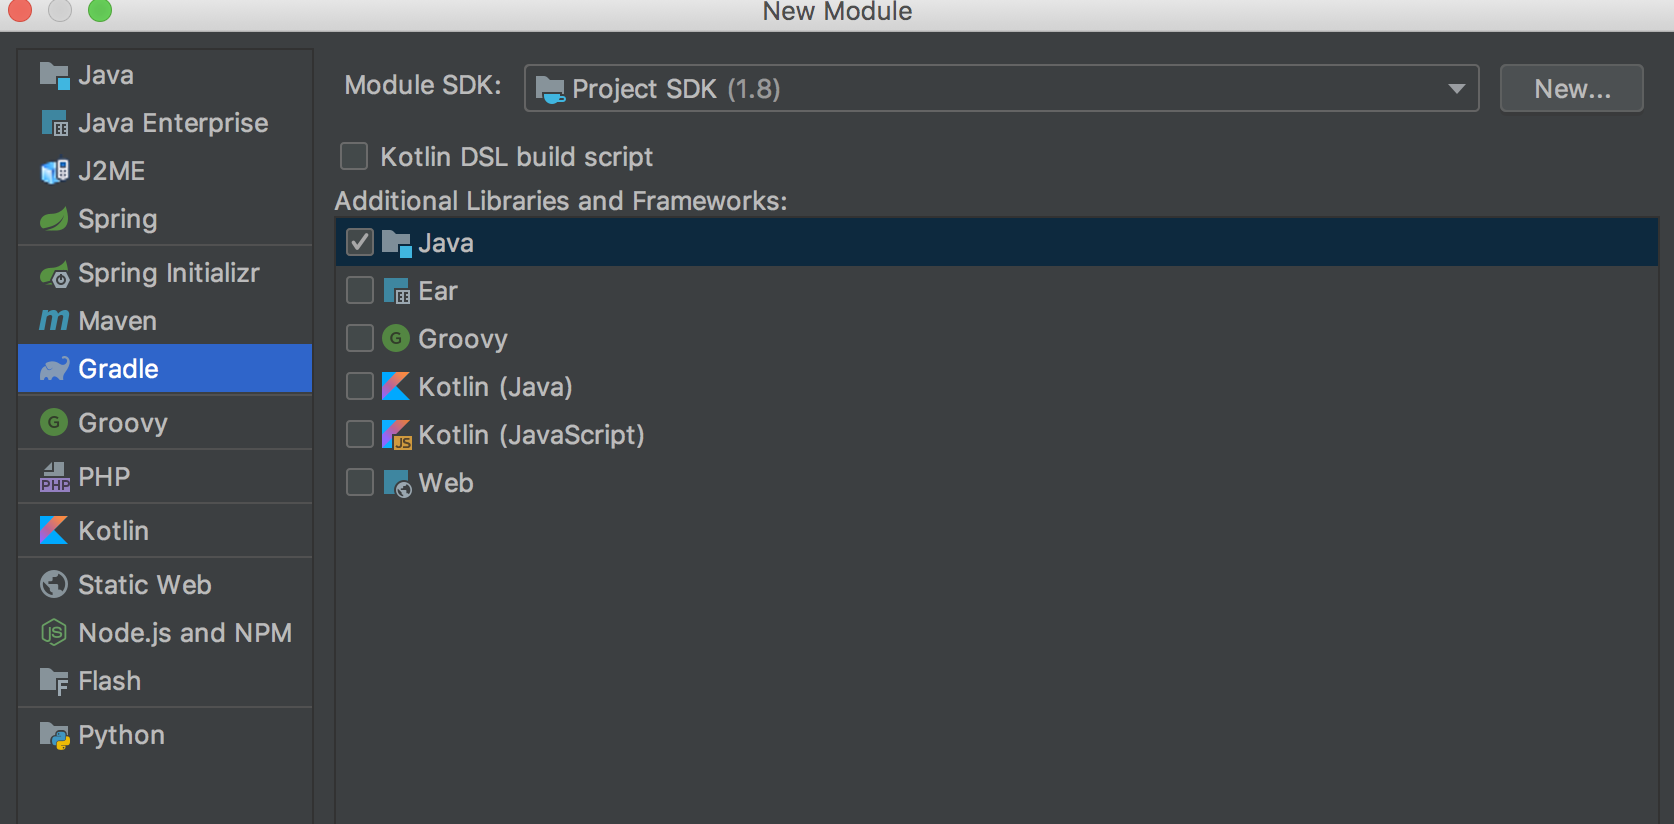 New Module
Java
Java Enterprise
J2ME
Spring
Spring Initializr
Maven
Gradle
Groovy
PHP
Kotlin
Static Web
Node.js and NPM
Flash
Python
Module SDK: Project SDK (1.8) New...
Kotlin DSL build script
Additional Libraries and Frameworks:
Java
Ear
Groovy
Kotlin (Java)
Kotlin (JavaScript)
Web